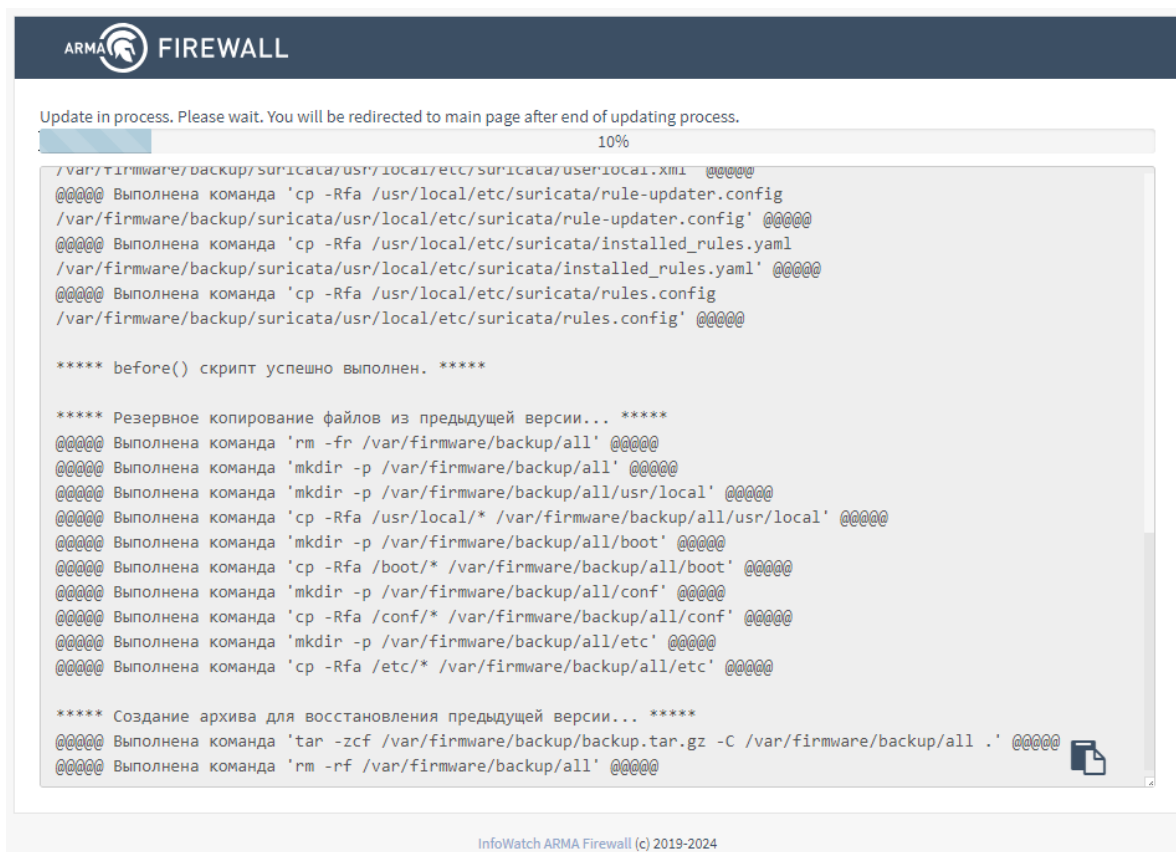 ARMA FIREWALL
Update in process. Please wait. You will be redirected to main page after end of updating process.
10%
/var/firmware/backup/suricata/usr/local/etc/suricata/userlocal.xml' @@@@@
@@@@@ Выполнена команда 'cp -Rfa /usr/local/etc/suricata/rule-updater.config
/var/firmware/backup/suricata/usr/local/etc/suricata/rule-updater.config' @@@@@
@@@@@ Выполнена команда 'cp -Rfa /usr/local/etc/suricata/installed_rules.yaml
/var/firmware/backup/suricata/usr/local/etc/suricata/installed_rules.yaml' @@@@@
@@@@@ Выполнена команда 'cp -Rfa /usr/local/etc/suricata/rules.config
/var/firmware/backup/suricata/usr/local/etc/suricata/rules.config' @@@@@
***** before() скрипт успешно выполнен. *****
***** Резервное копирование файлов из предыдущей версии... *****
@@@@@ Выполнена команда 'rm -fr /var/firmware/backup/all' @@@@@
@@@@@ Выполнена команда 'mkdir -p /var/firmware/backup/all' @@@@@
@@@@@ Выполнена команда 'mkdir -p /var/firmware/backup/all/usr/local' @@@@@
@@@@@ Выполнена команда 'cp -Rfa /usr/local/* /var/firmware/backup/all/usr/local' @@@@@
@@@@@ Выполнена команда 'mkdir -p /var/firmware/backup/all/boot' @@@@@
@@@@@ Выполнена команда 'cp -Rfa /boot/* /var/firmware/backup/all/boot' @@@@@
@@@@@ Выполнена команда 'mkdir -p /var/firmware/backup/all/conf' @@@@@
@@@@@ Выполнена команда 'cp -Rfa /conf/* /var/firmware/backup/all/conf' @@@@@
@@@@@ Выполнена команда 'mkdir -p /var/firmware/backup/all/etc' @@@@@
@@@@@ Выполнена команда 'cp -Rfa /etc/* /var/firmware/backup/all/etc' @@@@@
***** Создание архива для восстановления предыдущей версии... *****
@@@@@ Выполнена команда 'tar -zcf /var/firmware/backup/backup.tar.gz -C /var/firmware/backup/all .' @@@@@
@@@@@ Выполнена команда 'rm -rf /var/firmware/backup/all' @@@@@
InfoWatch ARMA Firewall (c) 2019-2024